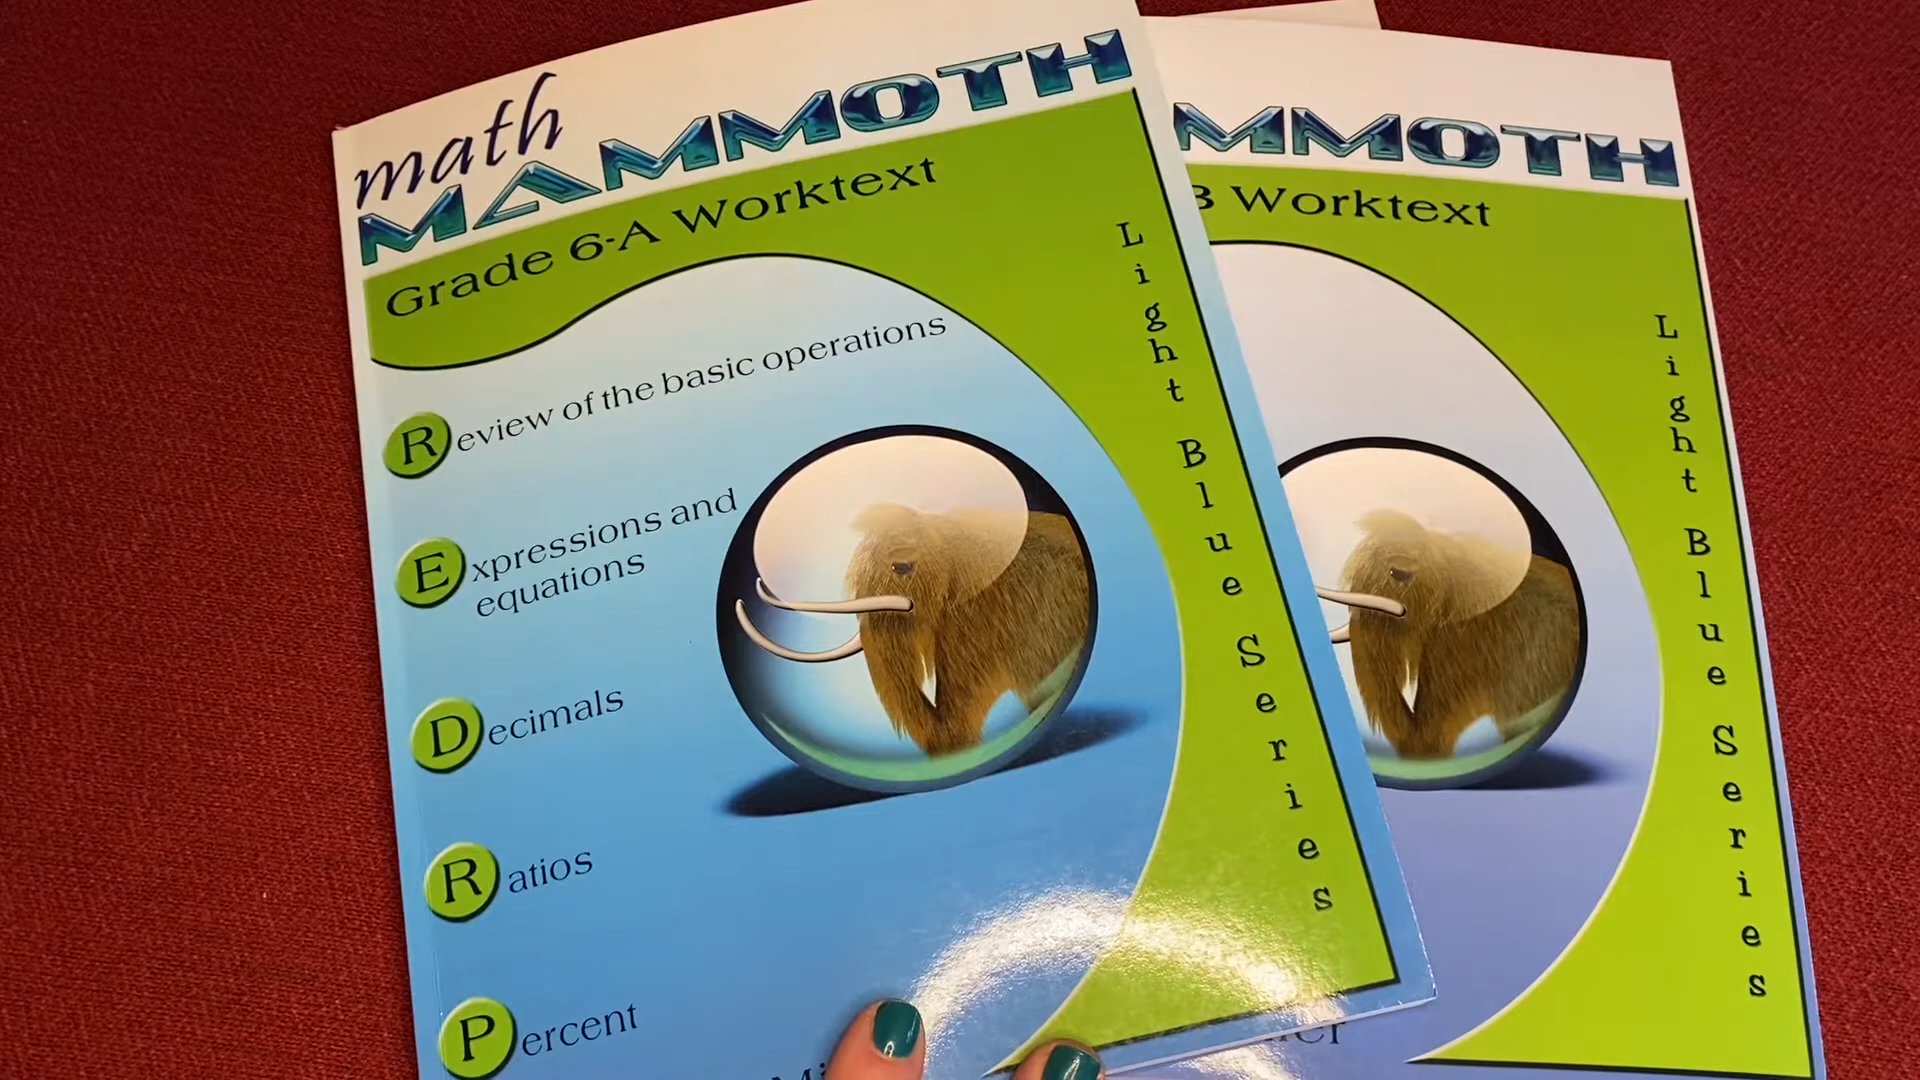 math
MAMMOTH
Grade 6-A Worktext
Review of the basic operations
Expressions and
equations
Decimals
Ratios
Percent
Light Blue Series
MMOTH
B Worktext
Light Blue Series